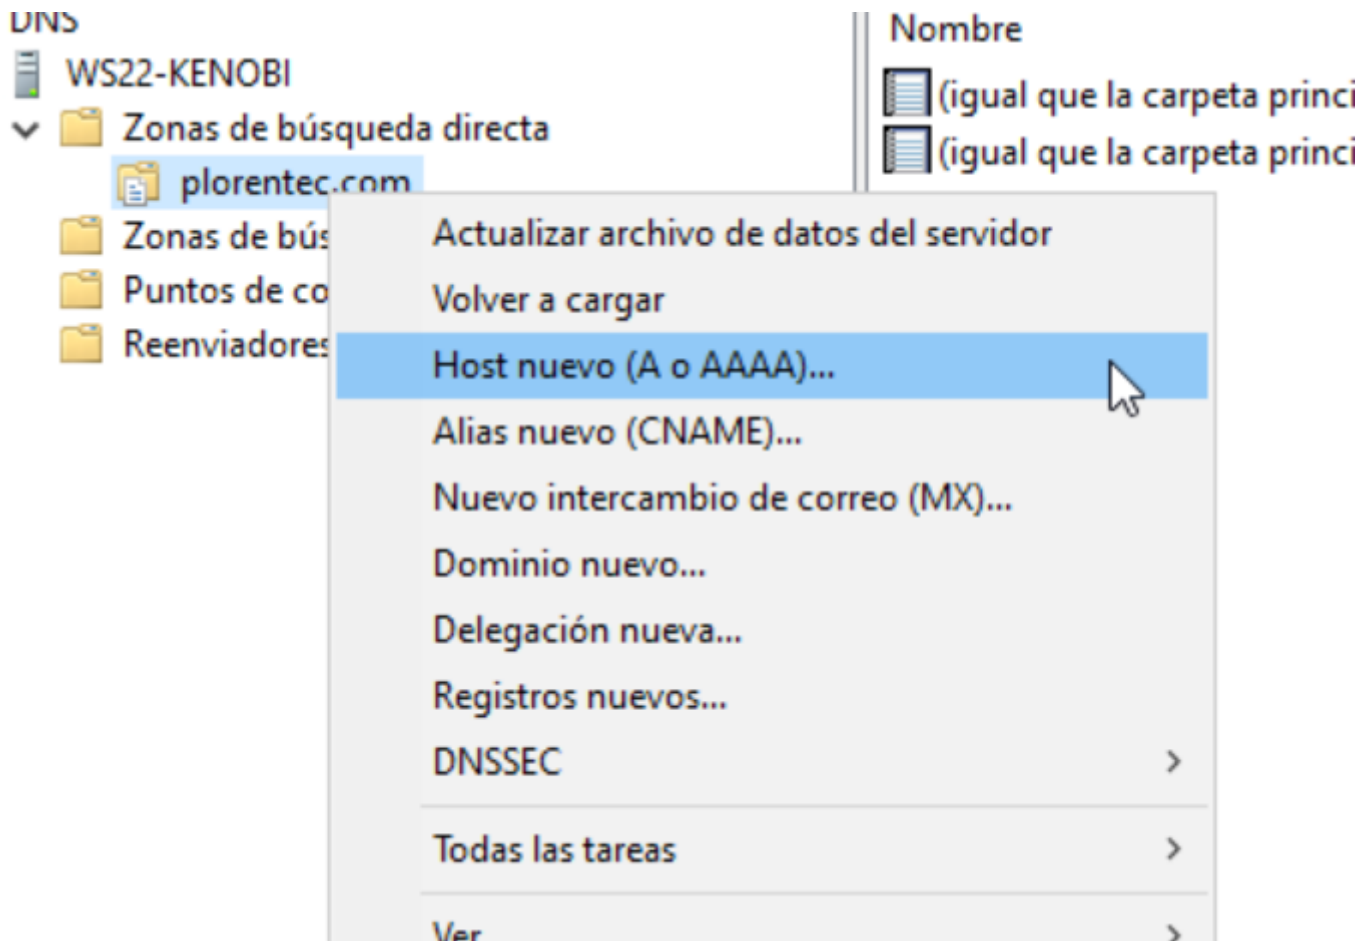 DNS
WS22-KENOBI
Zonas de búsqueda directa
plorentec.com
Zonas de bús
Puntos de co
Reenviadores
Nombre
(igual que la carpeta princi
(igual que la carpeta princi
Actualizar archivo de datos del servidor
Volver a cargar
Host nuevo (A o AAAA)...
Alias nuevo (CNAME)...
Nuevo intercambio de correo (MX)...
Dominio nuevo...
Delegación nueva...
Registros nuevos...
DNSSEC
Todas las tareas
Ver